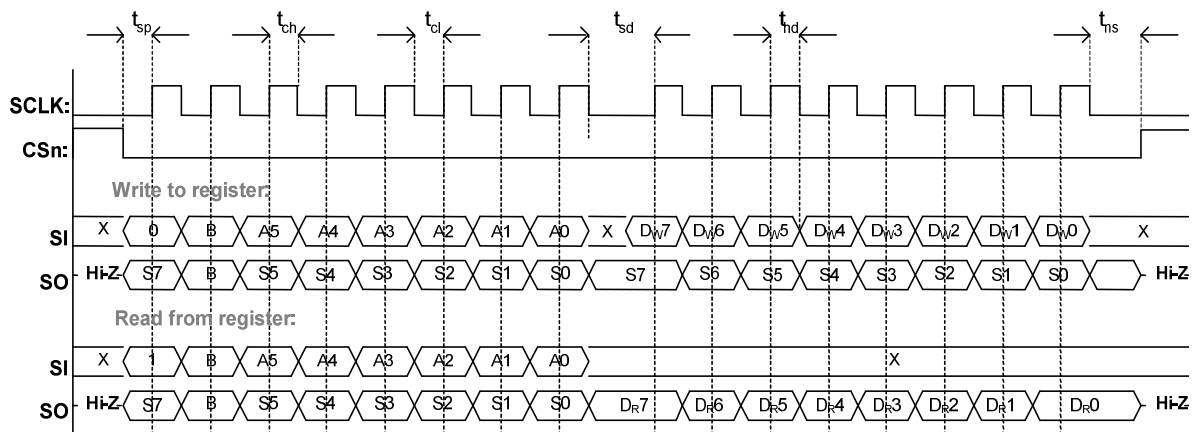 tsp tch tcl tsd thd tns
SCLK:
CSn:
Write to register:
SI X 0 B A5 A4 A3 A2 A1 A0 X DW7 DW6 DW5 DW4 DW3 DW2 DW1 DW0 X
SO Hi-Z S7 B S5 S4 S3 S2 S1 S0 S7 S6 S5 S4 S3 S2 S1 S0 Hi-Z
Read from register:
SI X 1 B A5 A4 A3 A2 A1 A0 X
SO Hi-Z S7 B S5 S4 S3 S2 S1 S0 DR7 DR6 DR5 DR4 DR3 DR2 DR1 DR0 Hi-Z